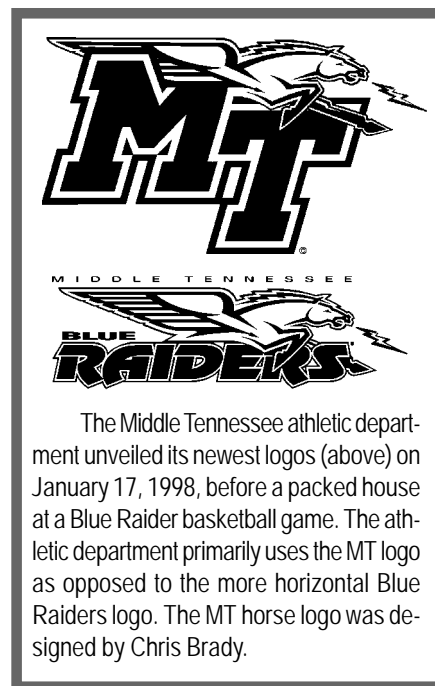 MT
©
MIDDLE TENNESSEE
BLUE
RAIDERS
The Middle Tennessee athletic depart-
ment unveiled its newest logos (above) on
January 17, 1998, before a packed house
at a Blue Raider basketball game. The ath-
letic department primarily uses the MT logo
as opposed to the more horizontal Blue
Raiders logo. The MT horse logo was de-
signed by Chris Brady.